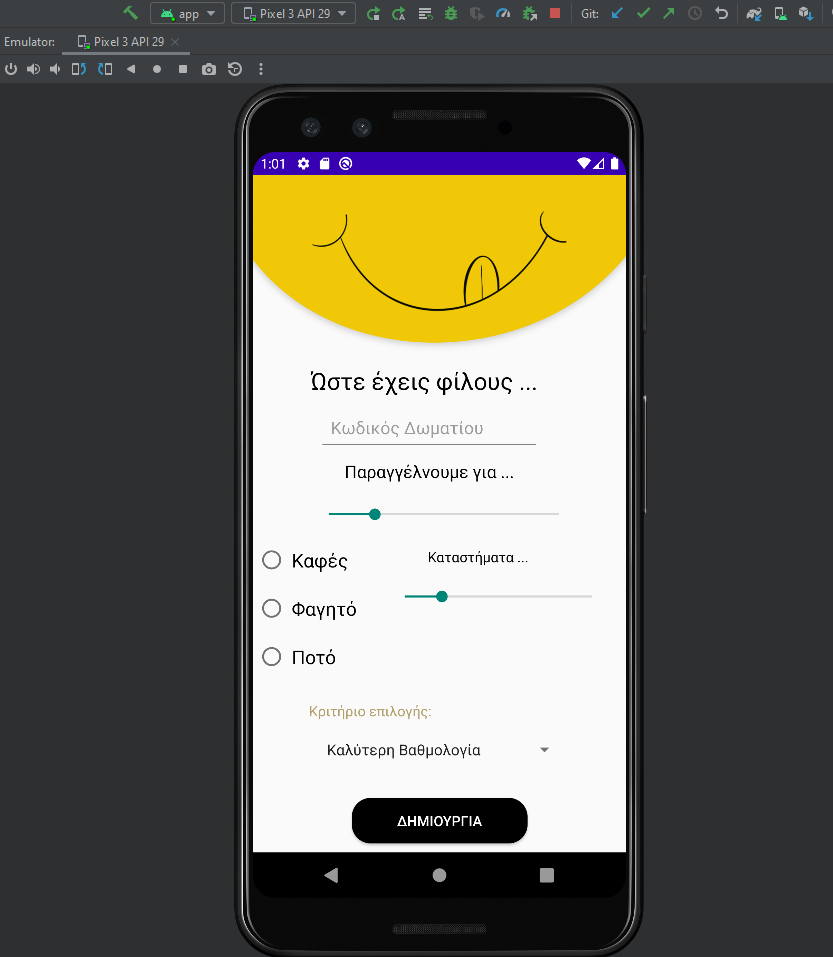 app
Pixel 3 API 29
Git:
Emulator:
Pixel 3 API 29
1:01
Ώστε έχεις φίλους ...
Κωδικός Δωματίου
Παραγγέλνουμε για ...
Καφές
Καταστήματα ...
Φαγητό
Ποτό
Κριτήριο επιλογής:
Καλύτερη Βαθμολογία
ΔΗΜΙΟΥΡΓΙΑ